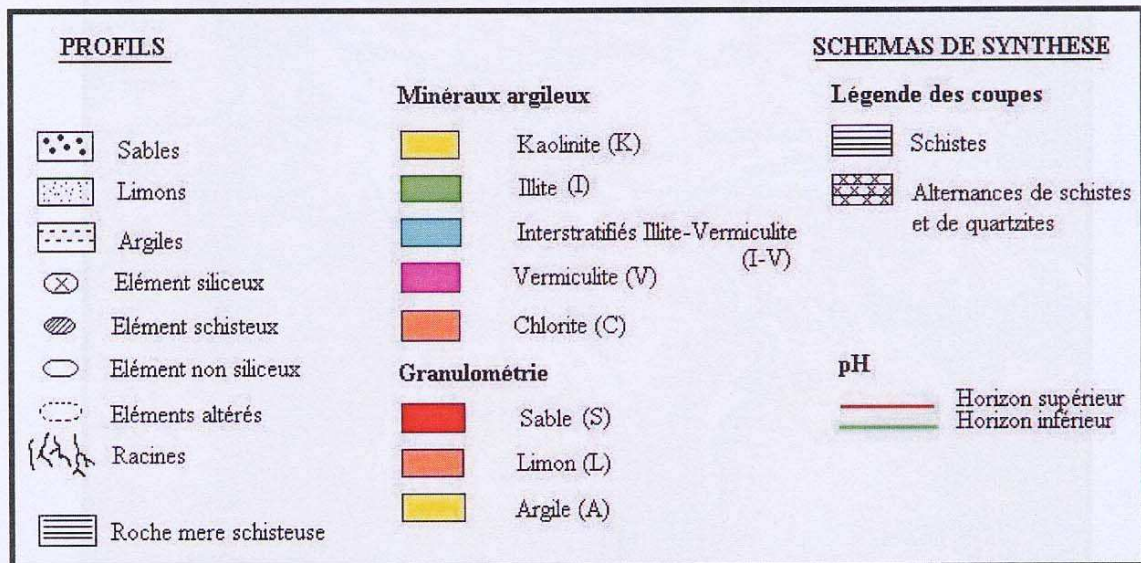 PROFILS
Sables
Limons
Argiles
Elément siliceux
Elément schisteux
Elément non siliceux
Eléments altérés
Racines
Roche mere schisteuse
Minéraux argileux
Kaolinite (K)
Illite (I)
Interstratifiés Illite-Vermiculite
(I-V)
Vermiculite (V)
Chlorite (C)
Granulométrie
Sable (S)
Limon (L)
Argile (A)
SCHEMAS DE SYNTHESE
Légende des coupes
Schistes
Alternances de schistes
et de quartzites
pH
Horizon supérieur
Horizon inférieur